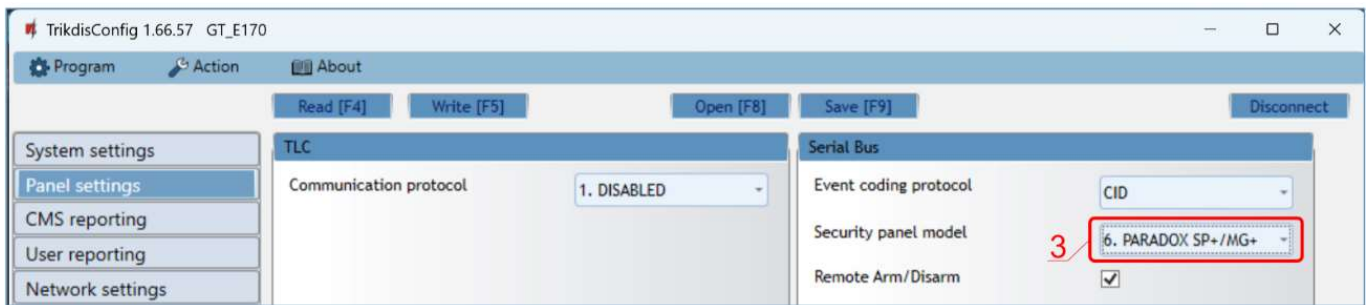 TrikdisConfig 1.66.57 GT_E170
Program Action About
Read [F4] Write [F5] Open [F8] Save [F9] Disconnect
System settings
Panel settings
CMS reporting
User reporting
Network settings
TLC
Communication protocol 1. DISABLED
Serial Bus
Event coding protocol CID
Security panel model 3 6. PARADOX SP+/MG+
Remote Arm/Disarm